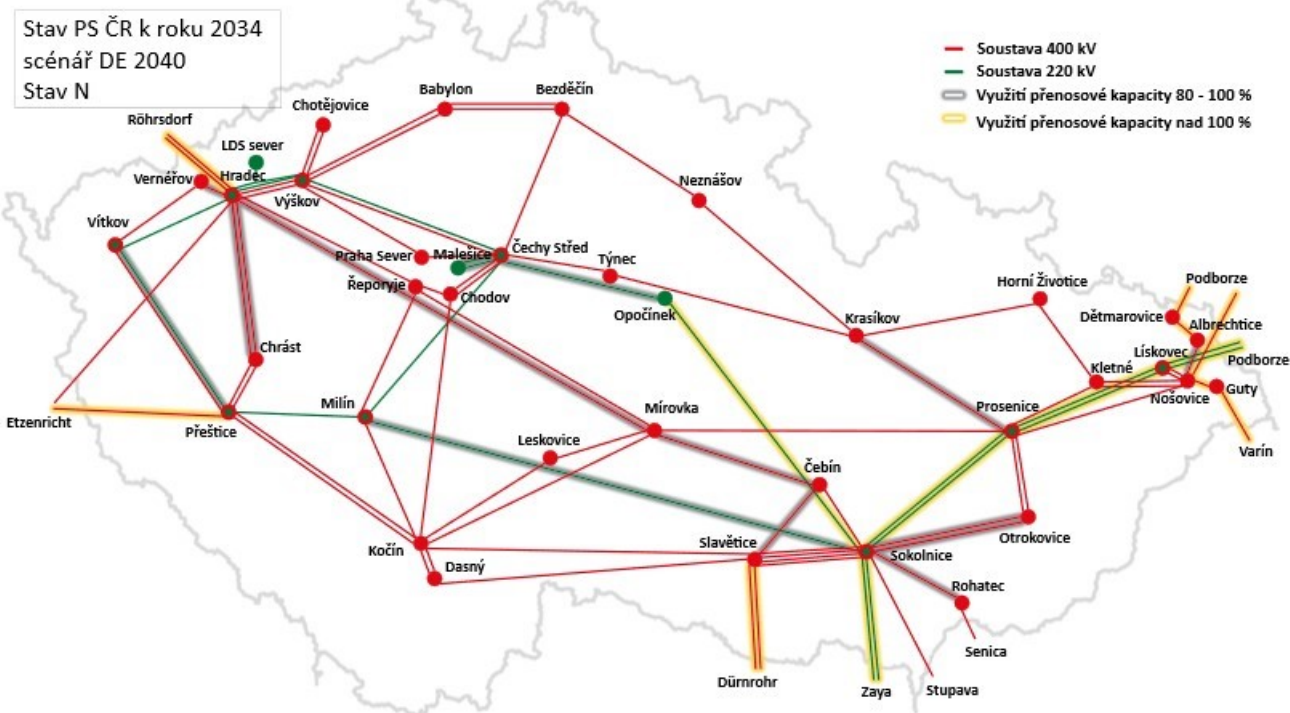 Stav PS ČR k roku 2034
scénář DE 2040
Stav N
Soustava 400 kV
Soustava 220 kV
Využití přenosové kapacity 80 - 100 %
Využití přenosové kapacity nad 100 %
Babylon
Bezděčín
Chotějovice
Röhrsdorf
LDS sever
Vernéřov
Hradec
Výškov
Neznášov
Vítkov
Praha Sever
Malešice
Čechy Střed
Týnec
Řeporyje
Chodov
Opočínek
Horní Životice
Podborze
Dětmarovice
Albrechtice
Krasíkov
Lískovec
Podborze
Chrást
Kletné
Nošovice
Guty
Etzenricht
Přeštice
Milín
Mírovka
Prosenice
Leskovice
Varín
Čebín
Kočín
Dasný
Slavětice
Sokolnice
Otrokovice
Rohatec
Senica
Dürnrohr
Zaya
Stupava